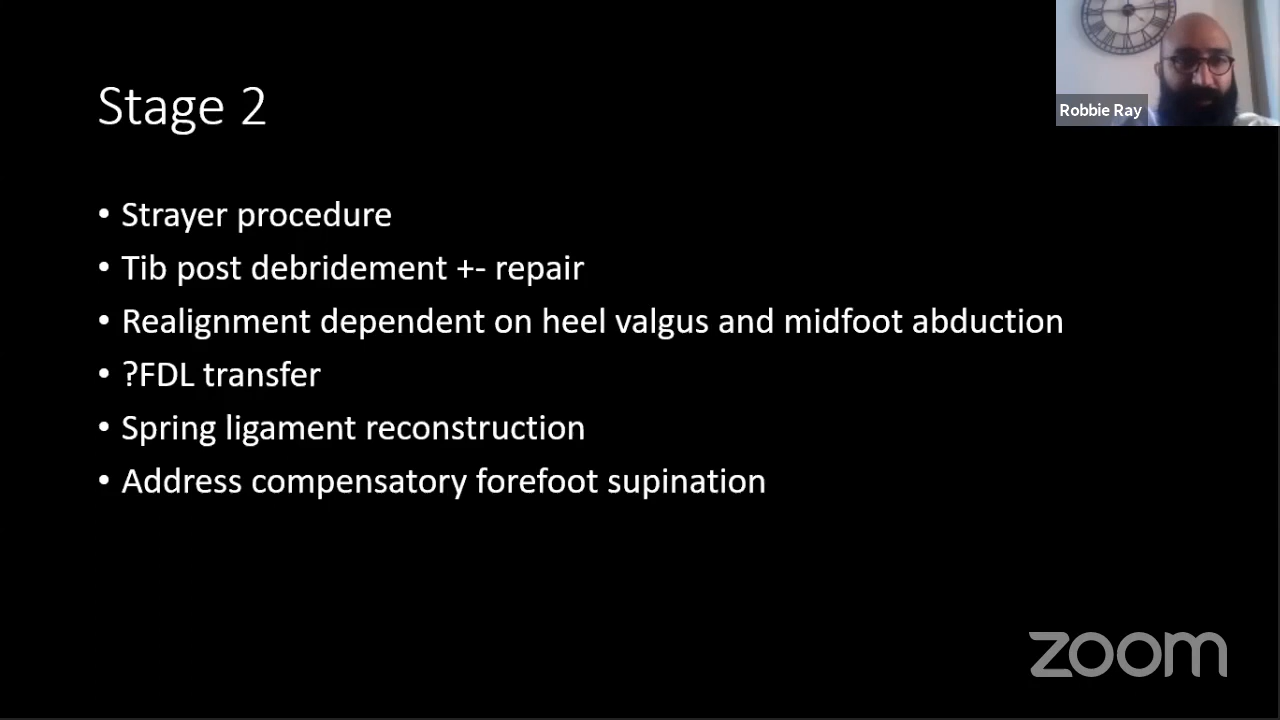 Robbie Ray
Stage 2
• Strayer procedure
• Tib post debridement +- repair
• Realignment dependent on heel valgus and midfoot abduction
• ?FDL transfer
• Spring ligament reconstruction
• Address compensatory forefoot supination
zoom